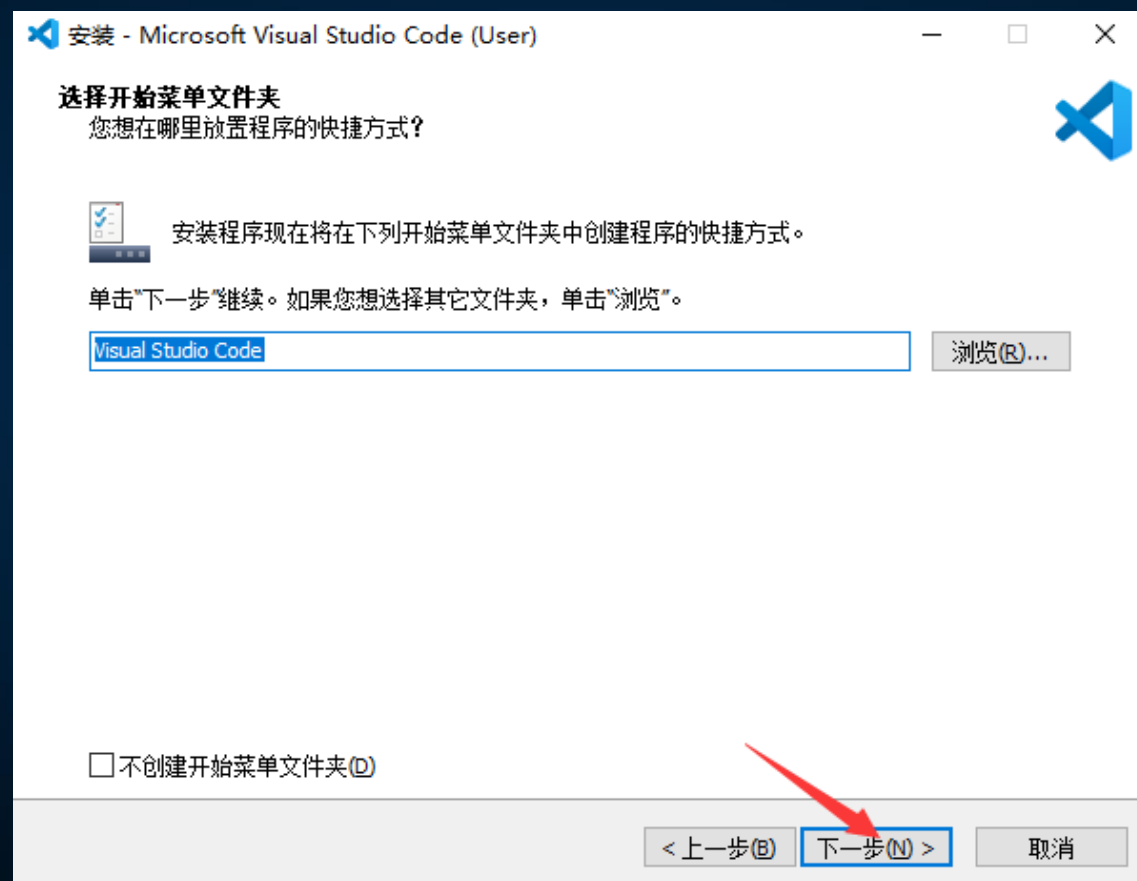 安装 - Microsoft Visual Studio Code (User)
选择开始菜单文件夹
您想在哪里放置程序的快捷方式?
安装程序现在将在下列开始菜单文件夹中创建程序的快捷方式。
单击"下一步"继续。如果您想选择其它文件夹，单击"浏览"。
Visual Studio Code
浏览(R)...
不创建开始菜单文件夹(D)
< 上一步(B)
下一步(N) >
取消